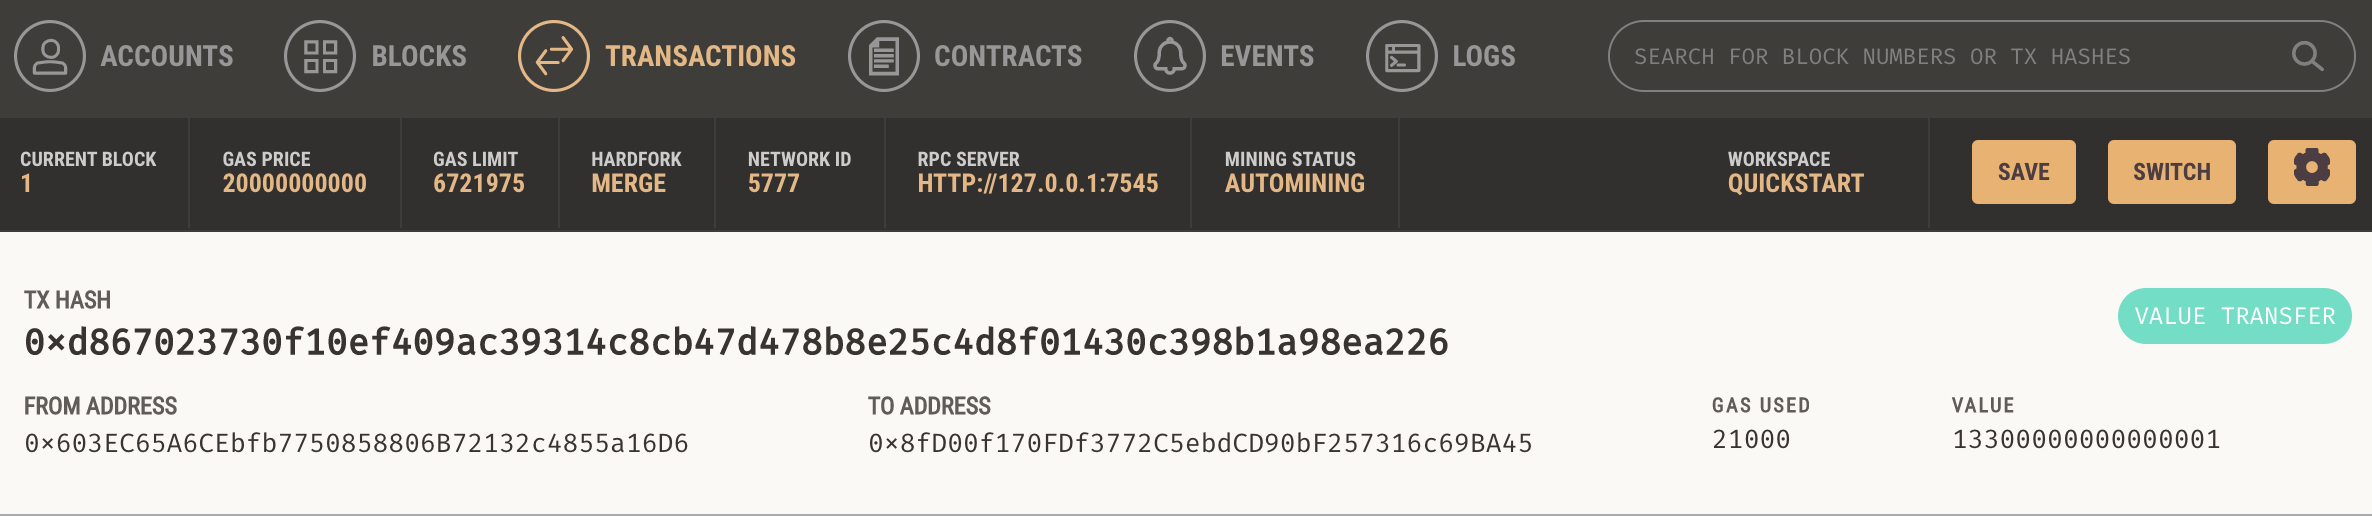 ACCOUNTS BLOCKS TRANSACTIONS CONTRACTS EVENTS LOGS SEARCH FOR BLOCK NUMBERS OR TX HASHES
CURRENT BLOCK GAS PRICE GAS LIMIT HARDFORK NETWORK ID RPC SERVER MINING STATUS WORKSPACE
1 20000000000 6721975 MERGE 5777 HTTP://127.0.0.1:7545 AUTOMINING QUICKSTART SAVE SWITCH
TX HASH
0×d867023730f10ef409ac39314c8cb47d478b8e25c4d8f01430c398b1a98ea226 VALUE TRANSFER
FROM ADDRESS TO ADDRESS GAS USED VALUE
0×603EC65A6CEbfb7750858806B72132c4855a16D6 0×8fD00f170FDf3772C5ebdCD90bF257316c69BA45 21000 13300000000000001